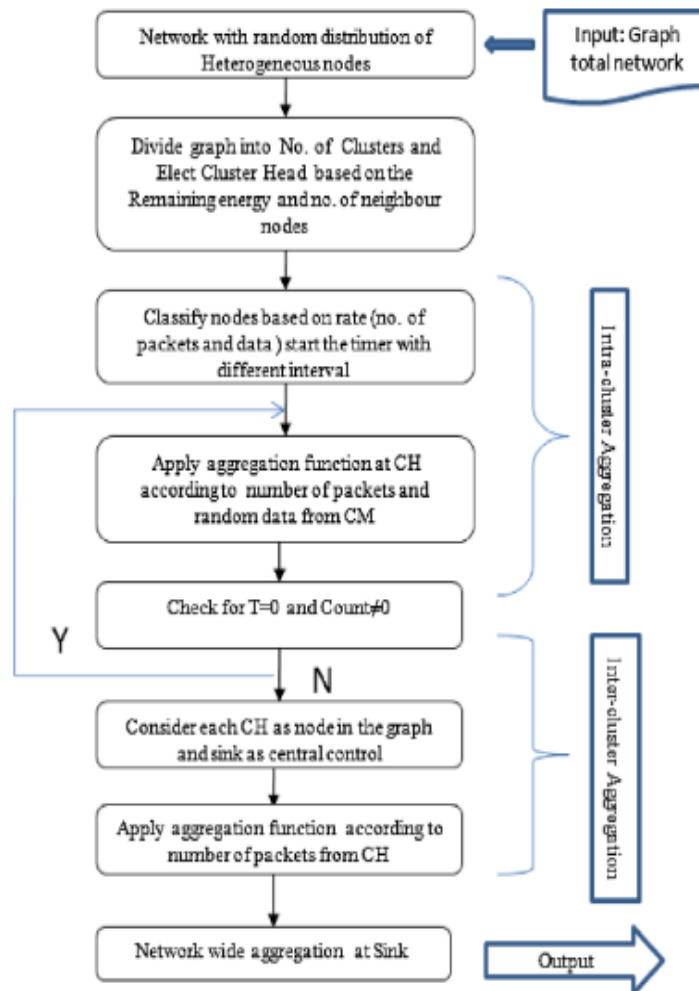 Network with random distribution of
Heterogeneous nodes
Input: Graph
total network
Divide graph into No. of Clusters and
Elect Cluster Head based on the
Remaining energy and no. of neighbour
nodes
Classify nodes based on rate (no. of
packets and data ) start the timer with
different interval
Intra-cluster Aggregation
Apply aggregation function at CH
according to number of packets and
random data from CM
Check for T=0 and Count≠0
Y
N
Inter-cluster Aggregation
Consider each CH as node in the graph
and sink as central control
Apply aggregation function according to
number of packets from CH
Network wide aggregation at Sink
Output